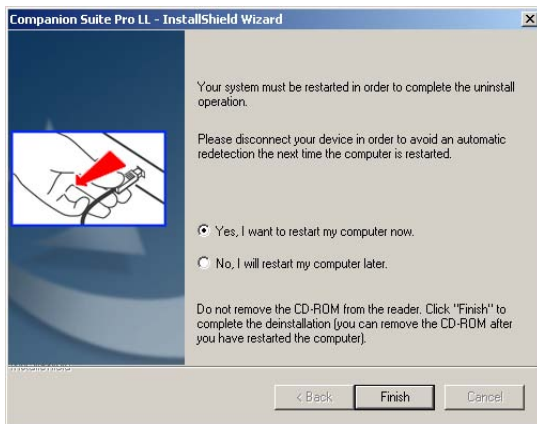 Companion Suite Pro LL - InstallShield Wizard
Your system must be restarted in order to complete the uninstall
operation.
Please disconnect your device in order to avoid an automatic
redetection the next time the computer is restarted.
Yes, I want to restart my computer now.
No, I will restart my computer later.
Do not remove the CD-ROM from the reader. Click "Finish" to
complete the deinstallation (you can remove the CD-ROM after
you have restarted the computer).
InstallShield
< Back
Finish
Cancel